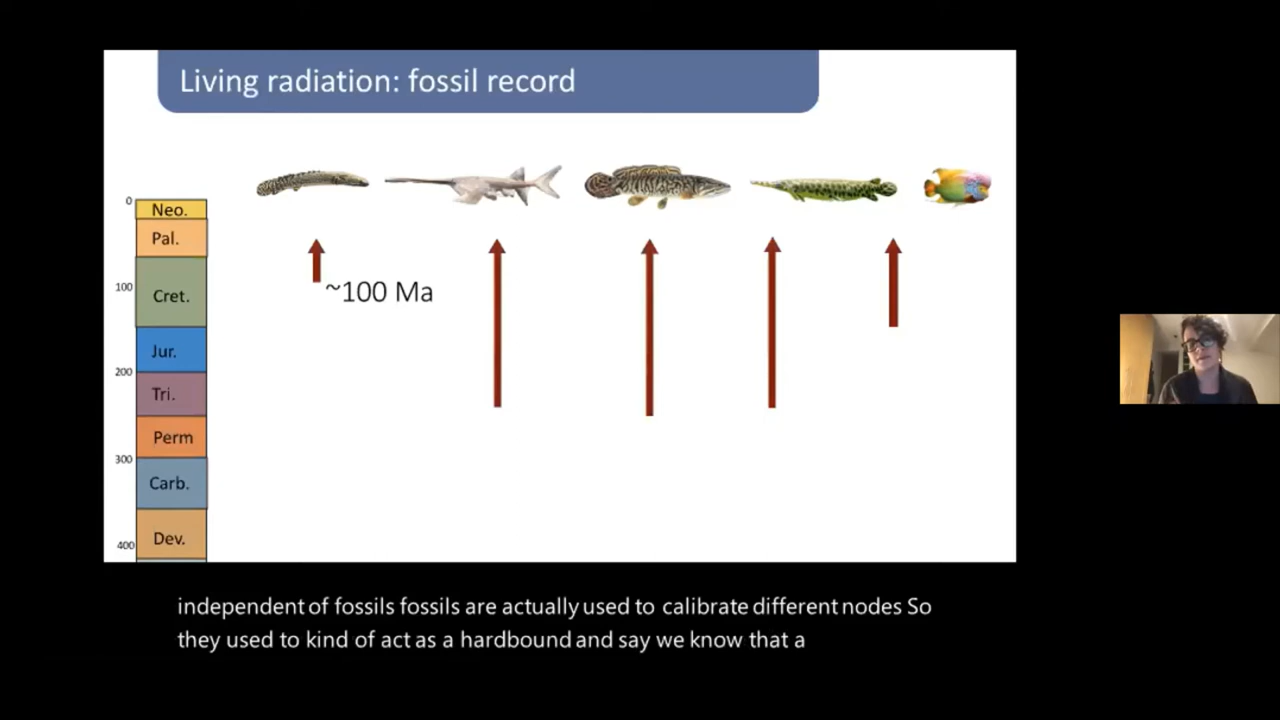 Living radiation: fossil record
0
Neo.
Pal.
100
Cret.
~100 Ma
Jur.
200
Tri.
Perm
300
Carb.
Dev.
400
independent of fossils fossils are actually used to calibrate different nodes So
they used to kind of act as a hardbound and say we know that a